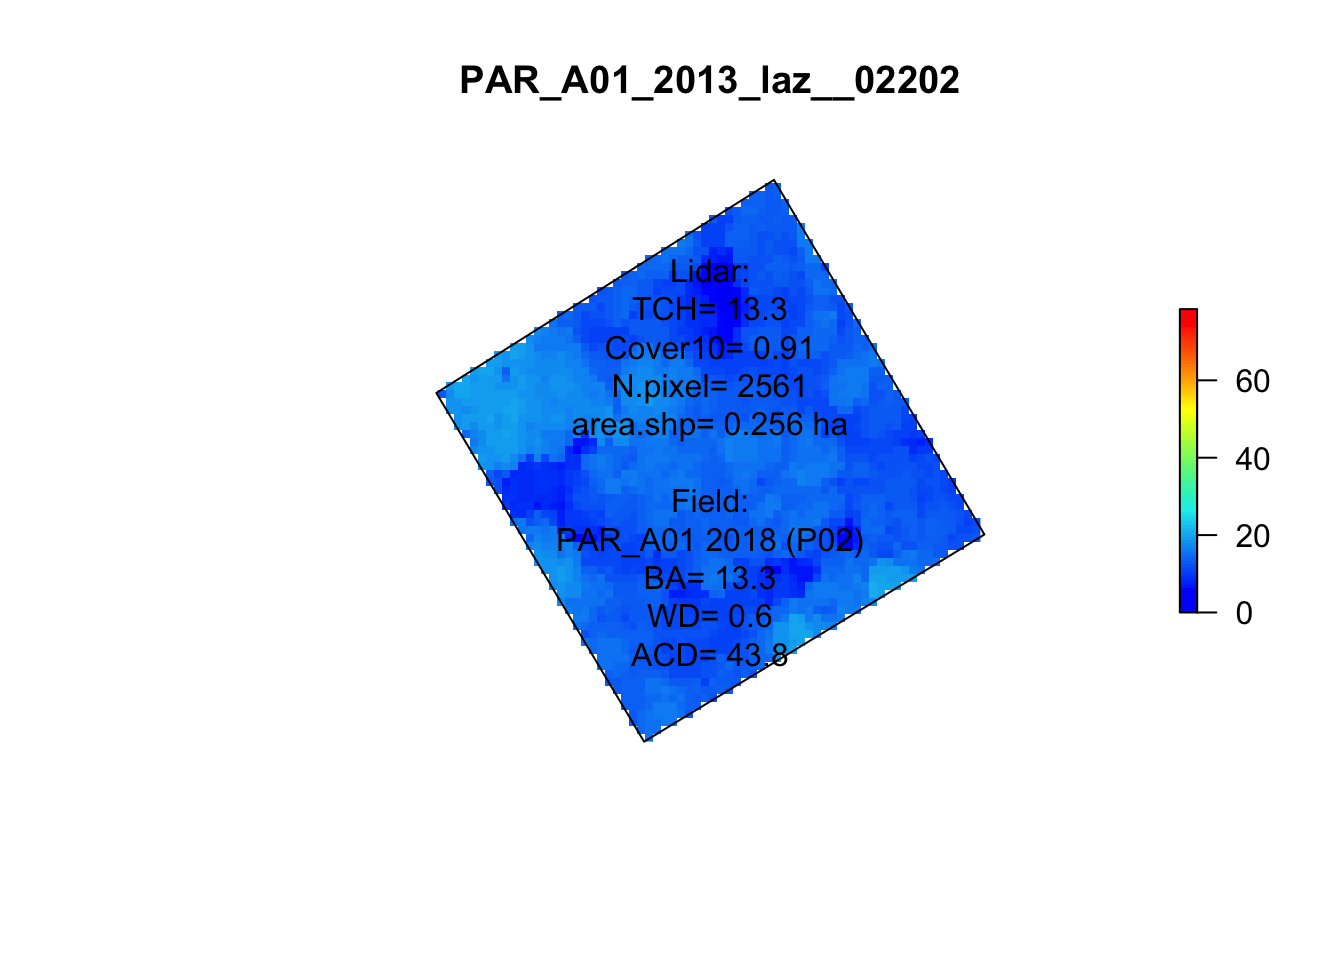 PAR_A01_2013_laz__02202
Lidar:
TCH= 13.3
Cover10= 0.91
N.pixel= 2561
area.shp= 0.256 ha
Field:
PAR_A01 2018 (P02)
BA= 13.3
WD= 0.6
ACD= 43.8
60
40
20
0